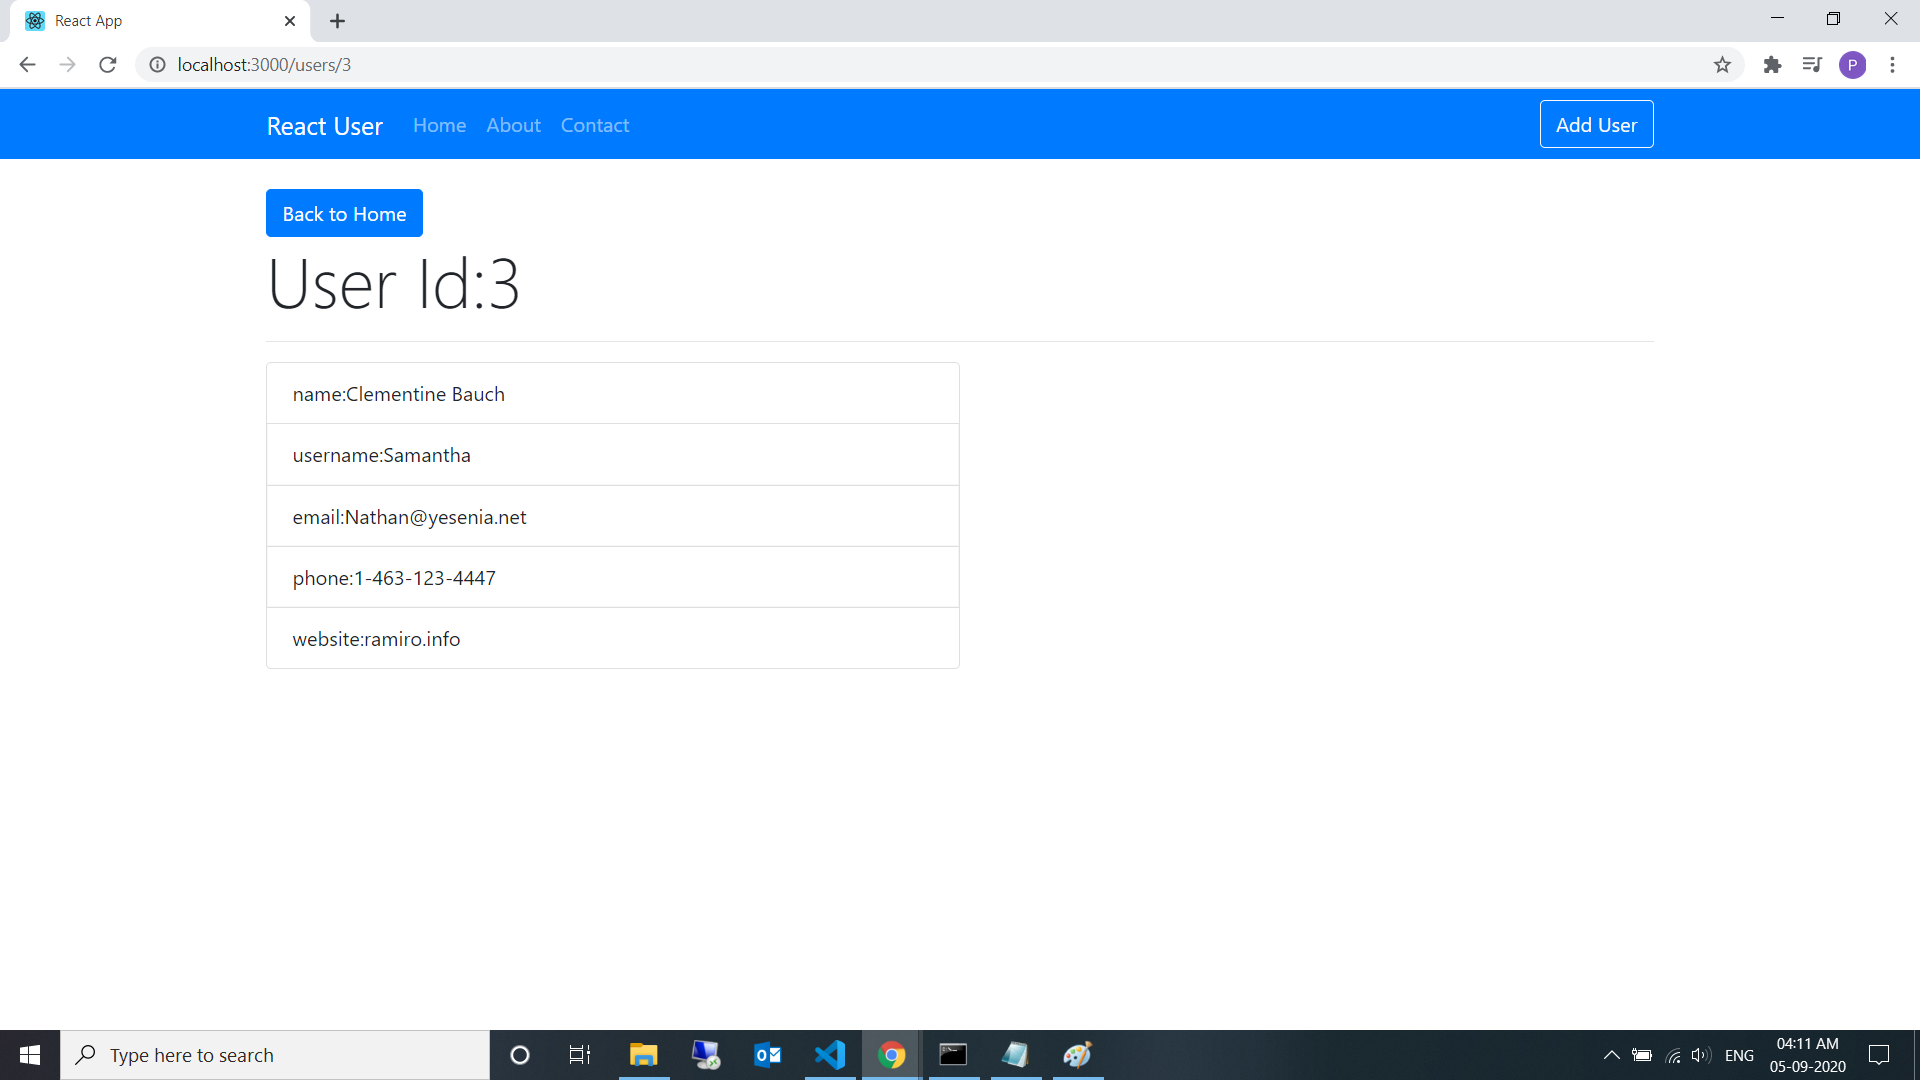 React App
localhost:3000/users/3
P
React User Home About Contact Add User
Back to Home
User Id:3
name:Clementine Bauch
username:Samantha
email:Nathan@yesenia.net
phone:1-463-123-4447
website:ramiro.info
Type here to search
ENG
04:11 AM
05-09-2020